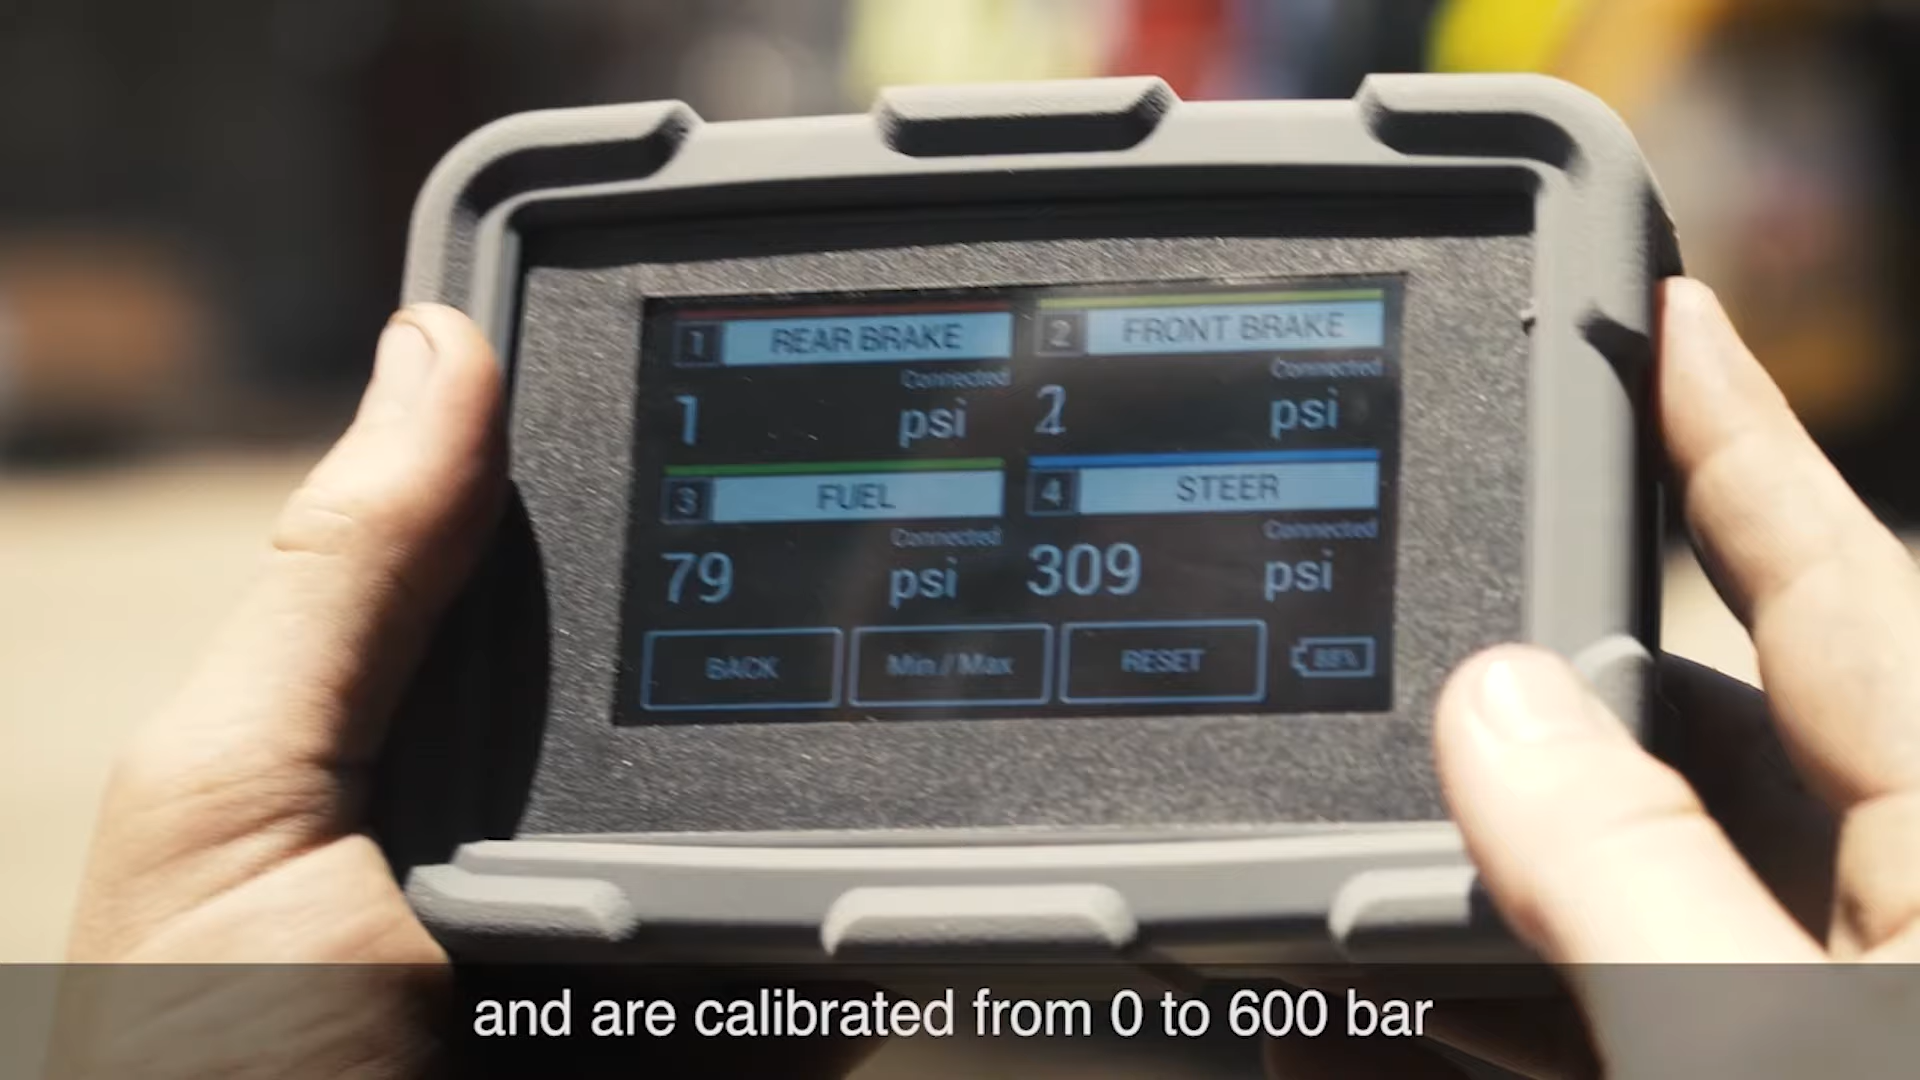 1 REAR BRAKE
Connected
1 psi
2 FRONT BRAKE
Connected
psi
3 FUEL
Connected
79 psi
4 STEER
Connected
309 psi
BACK
Min / Max
RESET
88%
and are calibrated from 0 to 600 bar